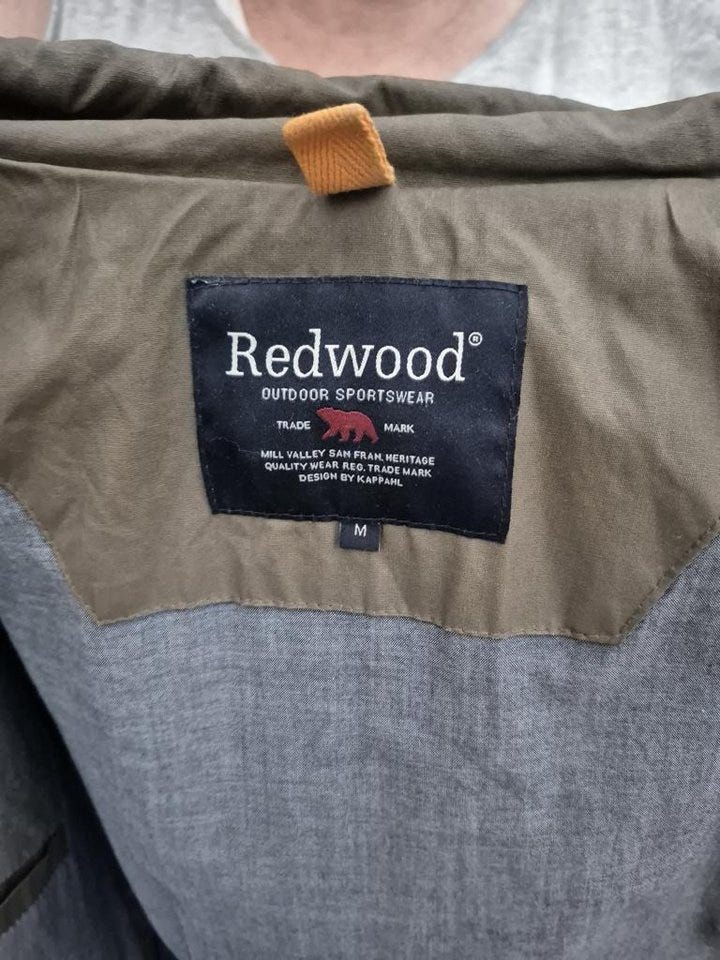 Redwood®
OUTDOOR SPORTSWEAR
TRADE MARK
MILL VALLEY SAN FRAN. HERITAGE
QUALITY WEAR REG. TRADE MARK
DESIGN BY KAPPAHL
M